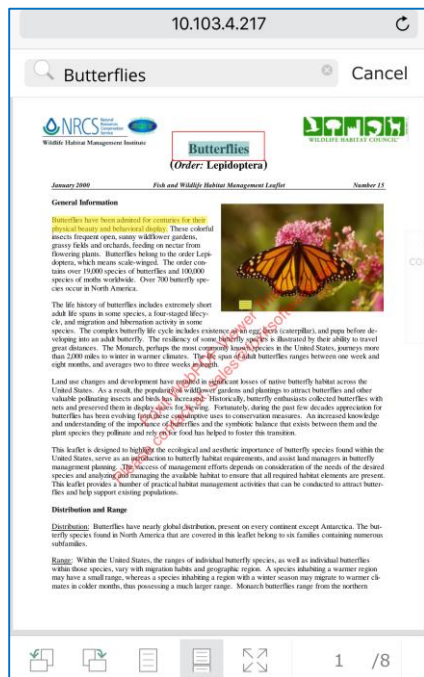 10.103.4.217
Butterflies
Cancel
NRCS Natural Resources Conservation Service
Wildlife Habitat Management Institute
WILDLIFE HABITAT COUNCIL
Butterflies
(Order: Lepidoptera)
January 2000 Fish and Wildlife Habitat Management Leaflet Number 15
General Information
Butterflies have been admired for centuries for their
physical beauty and behavioral display. These colorful
insects frequent open, sunny wildflower gardens,
grassy fields and orchards, feeding on nectar from
flowering plants. Butterflies belong to the order Lepi-
doptera, which means scale-winged. The order con-
tains over 19,000 species of butterflies and 100,000
species of moths worldwide. Over 700 butterfly spe-
cies occur in North America.
The life history of butterflies includes extremely short
adult life spans in some species, a four-staged lifecy-
cle, and migration and hibernation activity in some
species. The complex butterfly life cycle includes existence as an egg, larva (caterpillar), and pupa before de-
veloping into an adult butterfly. The resiliency of some butterfly species is illustrated by their ability to travel
great distances. The Monarch, perhaps the most commonly known species in the United States, journeys more
than 2,000 miles to winter in warmer climates. The life span of adult butterflies ranges between one week and
eight months, and averages two to three weeks in length.
Land use changes and development have resulted in significant losses of native butterfly habitat across the
United States. As a result, the popularity of wildflower gardens and plantings to attract butterflies and other
valuable pollinating insects and birds has increased. Historically, butterfly enthusiasts collected butterflies with
nets and preserved them in display cases for viewing. Fortunately, during the past few decades appreciation for
butterflies has been evolving from these consumptive uses to conservation measures. An increased knowledge
and understanding of the importance of butterflies and the symbiotic balance that exists between them and the
plant species they pollinate and rely on for food has helped to foster this transition.
This leaflet is designed to highlight the ecological and aesthetic importance of butterfly species found within the
United States, serve as an introduction to butterfly habitat requirements, and assist land managers in butterfly
management planning. The success of management efforts depends on consideration of the needs of the desired
species and analyzing and managing the available habitat to ensure that all required habitat elements are present.
This leaflet provides a number of practical habitat management activities that can be conducted to attract butter-
flies and help support existing populations.
Distribution and Range
Distribution: Butterflies have nearly global distribution, present on every continent except Antarctica. The but-
terfly species found in North America that are covered in this leaflet belong to six families containing numerous
subfamilies.
Range: Within the United States, the ranges of individual butterfly species, as well as individual butterflies
within those species, vary with migration habits and geographic region. A species inhabiting a warmer region
may have a small range, whereas a species inhabiting a region with a winter season may migrate to warmer cli-
mates in colder months, thus possessing a much larger range. Monarch butterflies range from the northern
1 /8